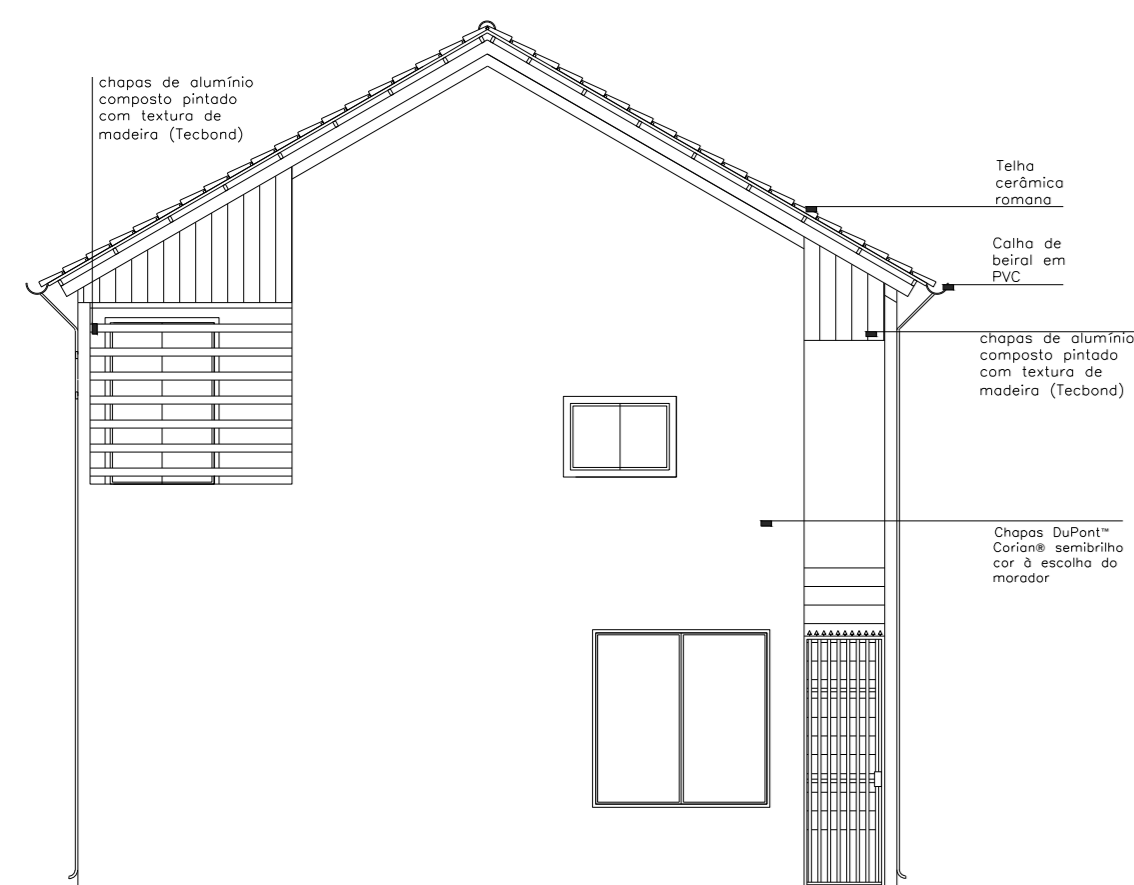 chapas de alumínio
composto pintado
com textura de
madeira (Tecbond)
Telha
cerâmica
romana
Calha de
beiral em
PVC
chapas de alumínio
composto pintado
com textura de
madeira (Tecbond)
Chapas DuPont™
Corian® semibrilho
cor à escolha do
morador